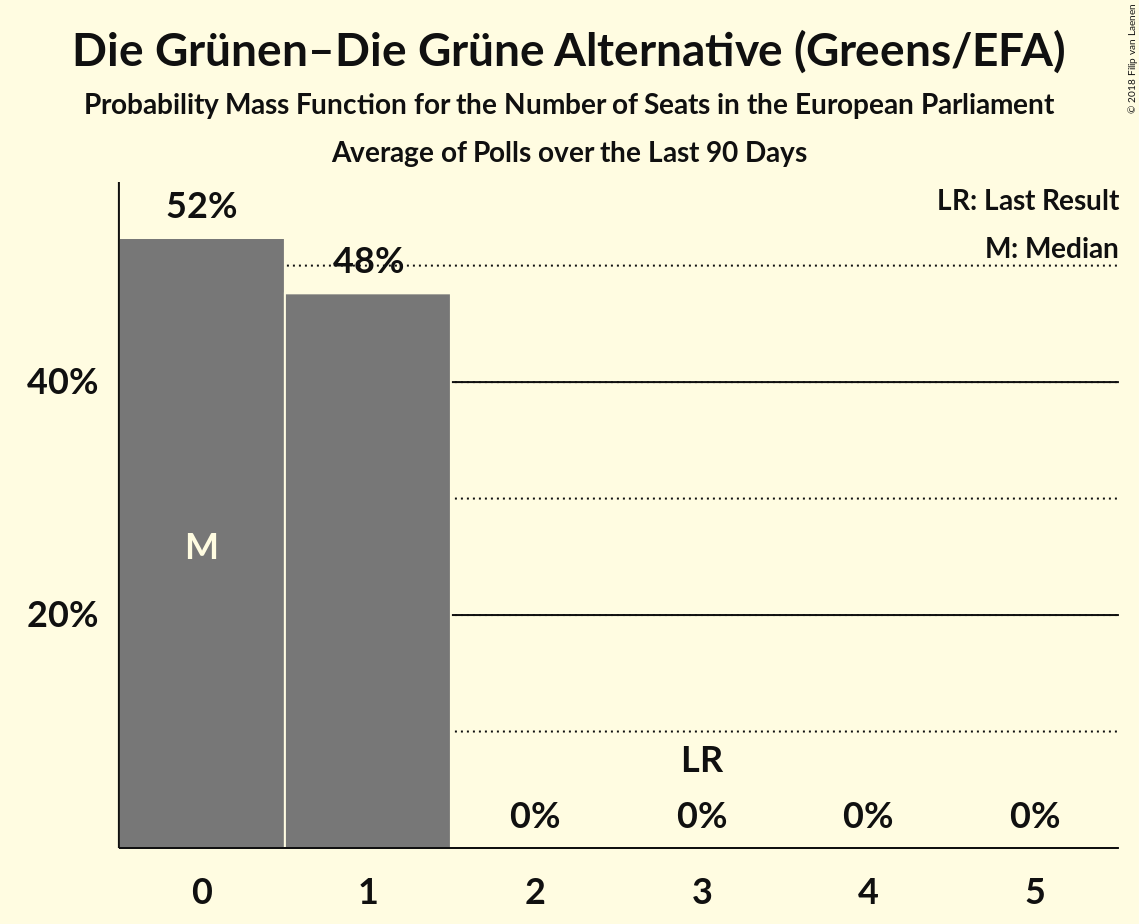 Die Grünen–Die Grüne Alternative (Greens/EFA)
Probability Mass Function for the Number of Seats in the European Parliament
Average of Polls over the Last 90 Days
© 2018 Filip van Laenen
LR: Last Result
M: Median
52%
48%
40%
M
20%
LR
0% 0% 0% 0%
0 1 2 3 4 5